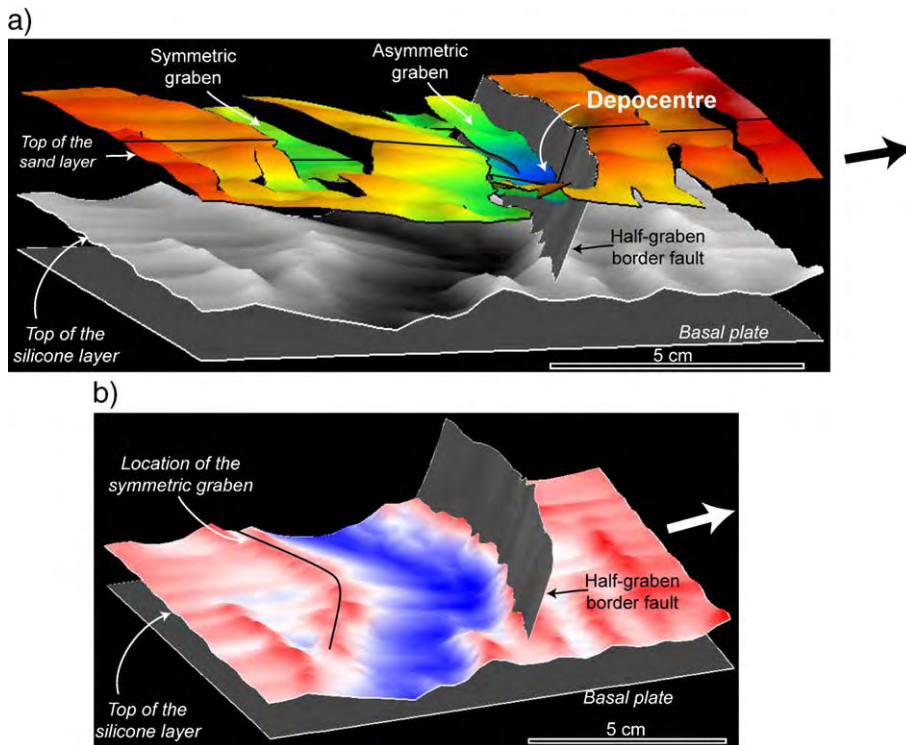 a)
Symmetric
graben
Asymmetric
graben
Depocentre
Top of the
sand layer
Half-graben
border fault
Top of the
silicone layer
Basal plate
5 cm
b)
Location of the
symmetric graben
Half-graben
border fault
Top of the
silicone layer
Basal plate
5 cm